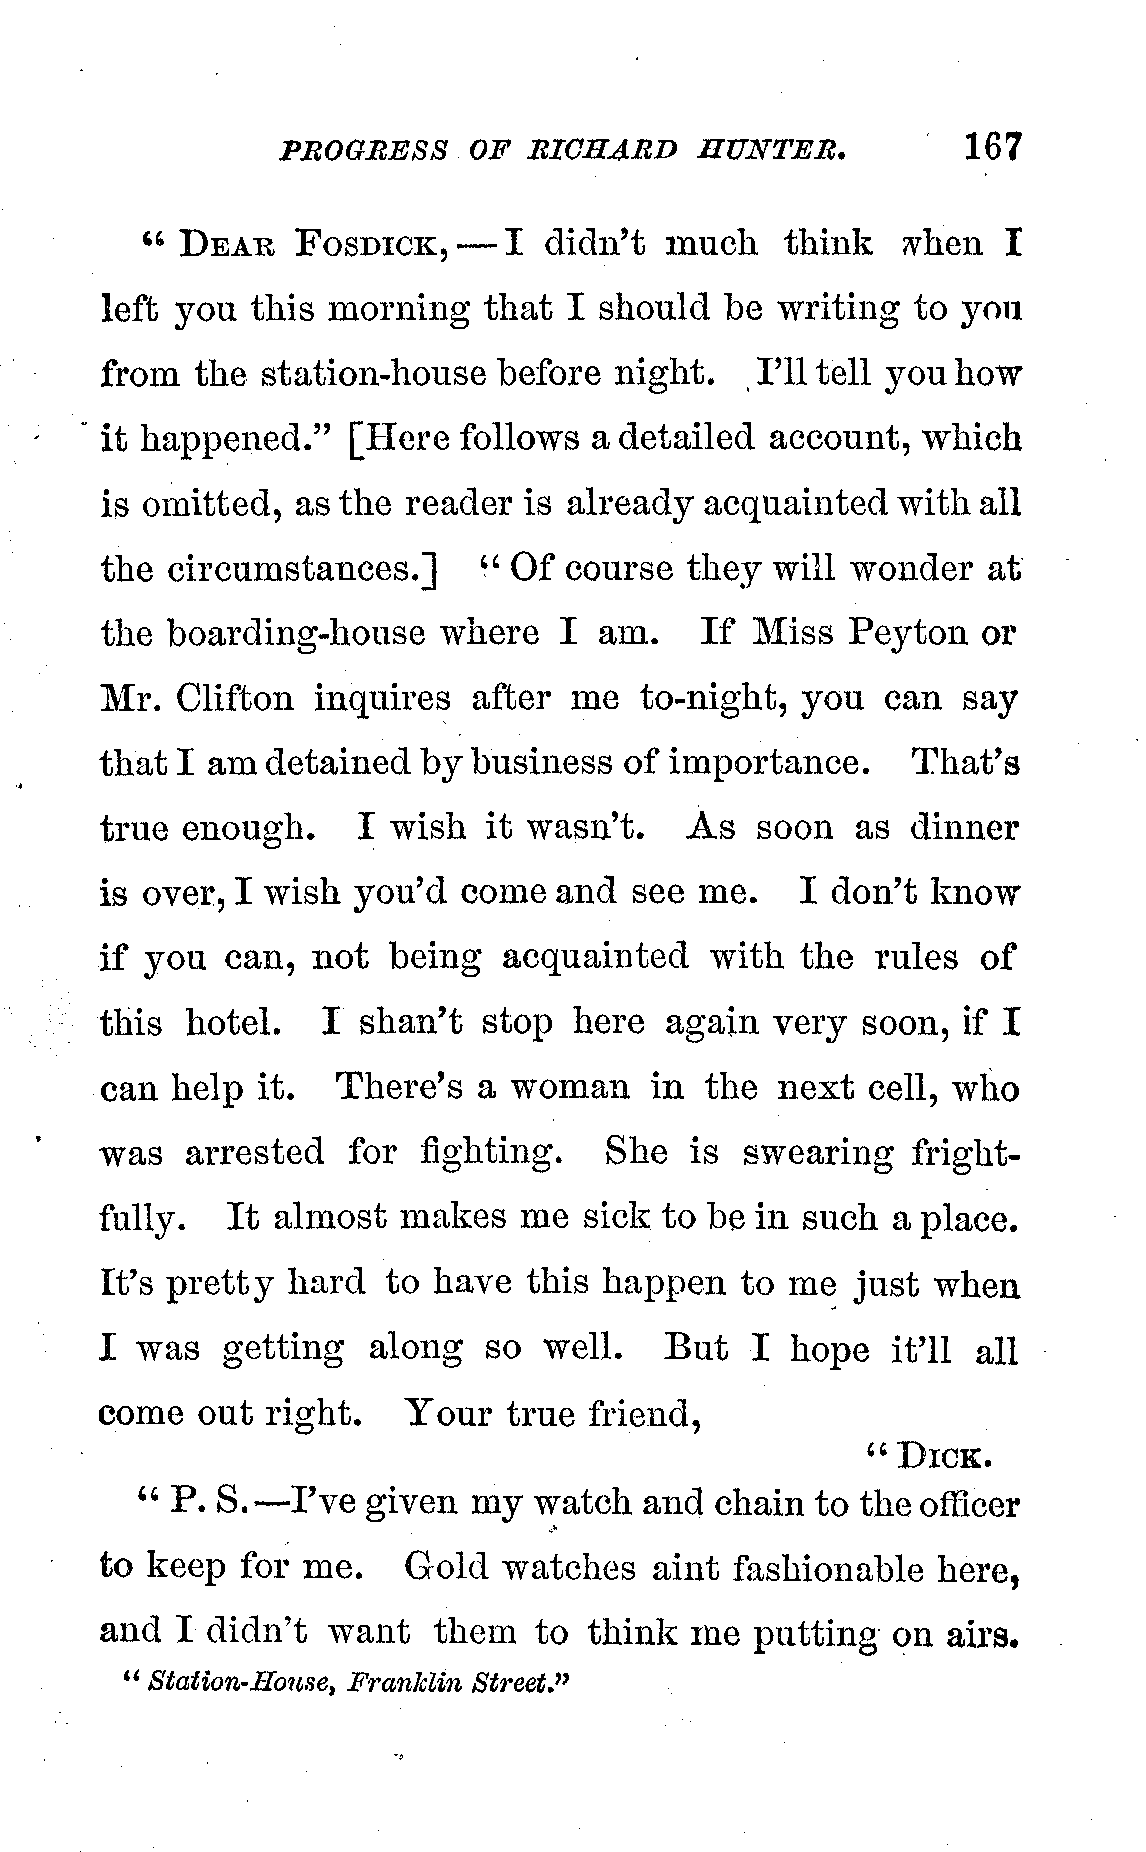 PROGRESS OF RICHARD HUNTER. 167
“ DEAR FOSDICK, — I didn’t much think when I
left you this morning that I should be writing to you
from the station-house before night. I’ll tell you how
it happened.” [Here follows a detailed account, which
is omitted, as the reader is already acquainted with all
the circumstances.] “ Of course they will wonder at
the boarding-house where I am. If Miss Peyton or
Mr. Clifton inquires after me to-night, you can say
that I am detained by business of importance. That’s
true enough. I wish it wasn’t. As soon as dinner
is over, I wish you’d come and see me. I don’t know
if you can, not being acquainted with the rules of
this hotel. I shan’t stop here again very soon, if I
can help it. There’s a woman in the next cell, who
was arrested for fighting. She is swearing fright-
fully. It almost makes me sick to be in such a place.
It’s pretty hard to have this happen to me just when
I was getting along so well. But I hope it’ll all
come out right. Your true friend,
“ DICK.
“ P. S.—I’ve given my watch and chain to the officer
to keep for me. Gold watches aint fashionable here,
and I didn’t want them to think me putting on airs.
“ Station-House, Franklin Street.”